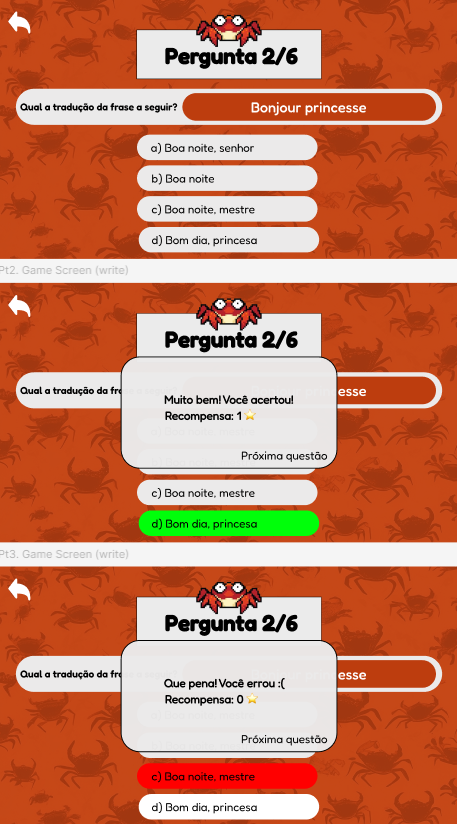 Pergunta 2/6
Qual a tradução da frase a seguir?
Bonjour princesse
a) Boa noite, senhor
b) Boa noite
c) Boa noite, mestre
d) Bom dia, princesa
Pt2. Game Screen (write)
Pergunta 2/6
Qual a tradução da
Muito bem! Você acertou!
Recompensa: 1 ⭐
Próxima questão
c) Boa noite, mestre
d) Bom dia, princesa
Pt3. Game Screen (write)
Pergunta 2/6
Qual a tradução da
Que pena! Você errou :(
Recompensa: 0 ⭐
Próxima questão
c) Boa noite, mestre
d) Bom dia, princesa